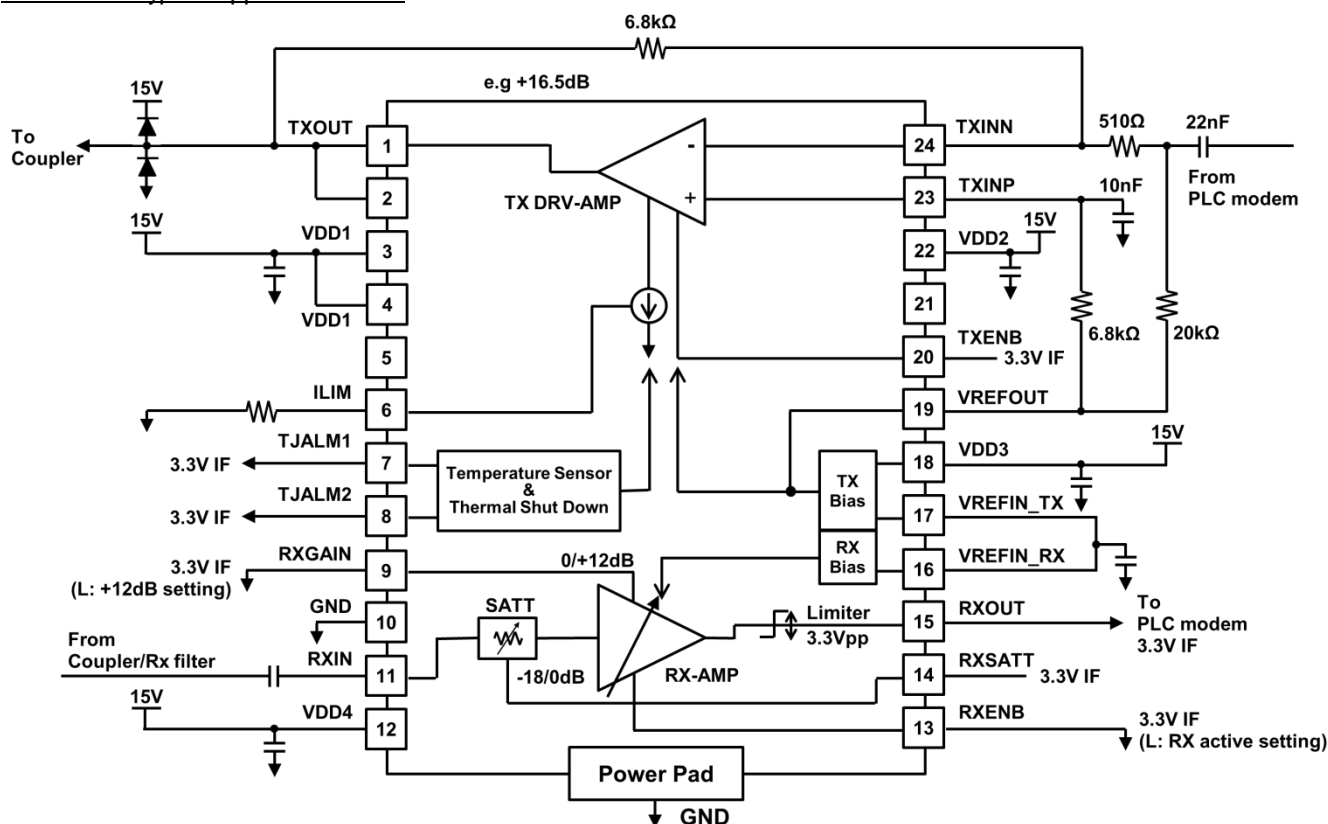 6.8kΩ
e.g +16.5dB
15V
To
Coupler
TXOUT
1
2
15V
VDD1
3
4
VDD1
5
ILIM
6
TJALM1
3.3V IF
7
TJALM2
3.3V IF
8
RXGAIN
3.3V IF
(L: +12dB setting)
9
GND
10
From
Coupler/Rx filter
RXIN
11
15V
VDD4
12
TX DRV-AMP
-
+
Temperature Sensor
&
Thermal Shut Down
TX
Bias
RX
Bias
0/+12dB
SATT
-18/0dB
RX-AMP
Limiter
3.3Vpp
Power Pad
GND
24
TXINN
510Ω
22nF
From
PLC modem
23
TXINP
10nF
22
VDD2
15V
21
20
TXENB
3.3V IF
6.8kΩ
20kΩ
19
VREFOUT
18
VDD3
15V
17
VREFIN_TX
16
VREFIN_RX
15
RXOUT
To
PLC modem
3.3V IF
14
RXSATT
3.3V IF
13
RXENB
3.3V IF
(L: RX active setting)